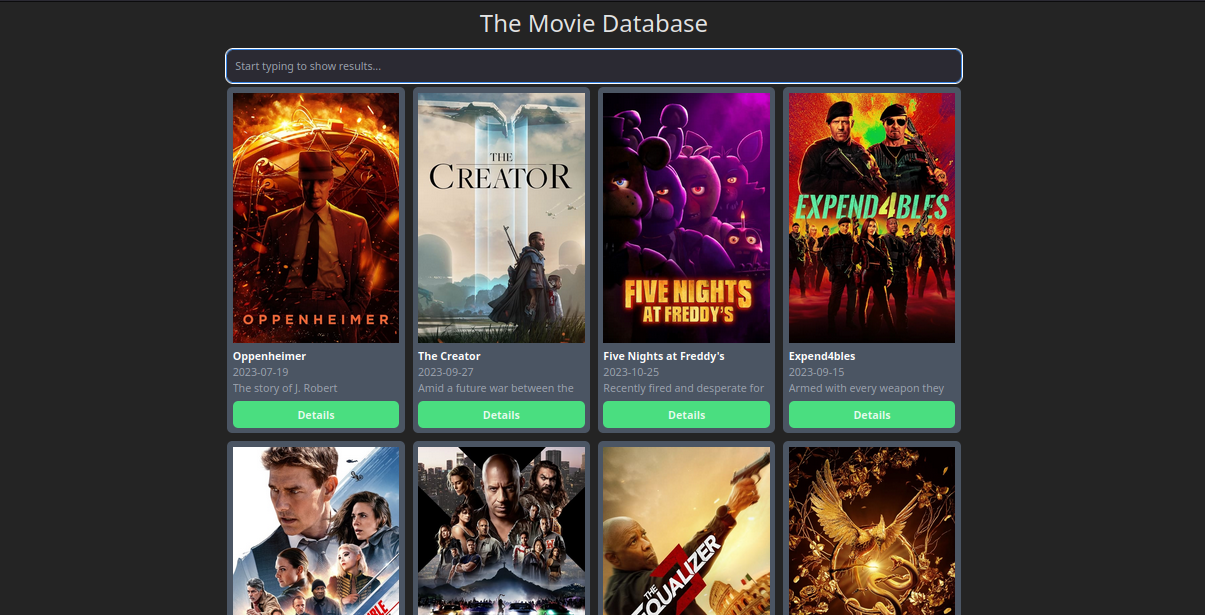 The Movie Database
Start typing to show results...
OPPENHEIMER
THE
CREATOR
FIVE NIGHTS
AT FREDDY'S
EXPEND4BLES
Oppenheimer
2023-07-19
The story of J. Robert
Details
The Creator
2023-09-27
Amid a future war between the
Details
Five Nights at Freddy's
2023-10-25
Recently fired and desperate for
Details
Expend4bles
2023-09-15
Armed with every weapon they
Details
THE
EQUALIZER
3